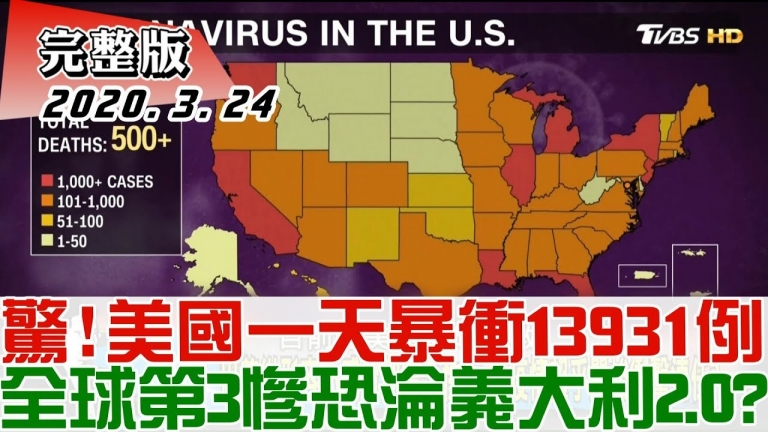 完整版
2020.3.24
NAVIRUS IN THE U.S.
TVBS HD
TOTAL
DEATHS: 500+
1,000+ CASES
101-1,000
51-100
1-50
驚!美國一天暴衝13931例
全球第3慘恐淪義大利2.0?